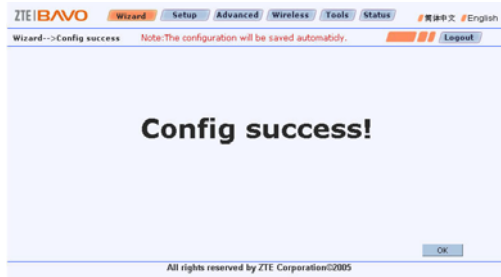 ZTE|BAVO Wizard Setup Advanced Wireless Tools Status //简体中文 //English
Wizard-->Config success Note:The configuration will be saved automaticly. Logout
Config success!
OK
All rights reserved by ZTE Corporation©2005